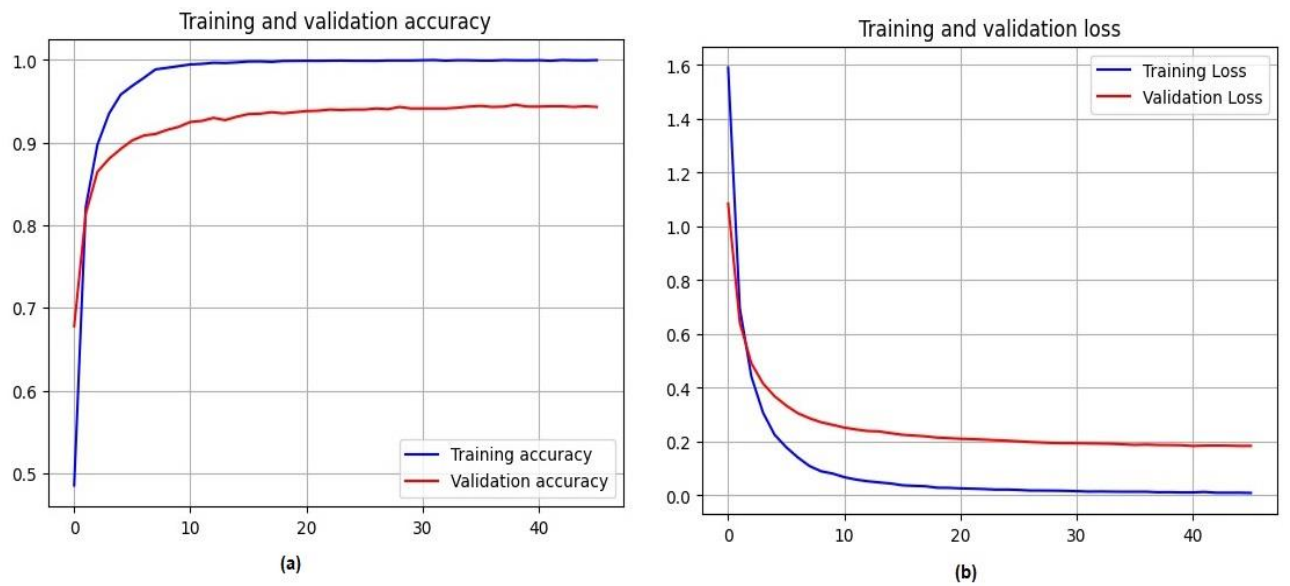 Training and validation accuracy
1.0
0.9
0.8
0.7
0.6
0.5
Training accuracy
Validation accuracy
0 10 20 30 40
(a)
Training and validation loss
1.6
1.4
1.2
1.0
0.8
0.6
0.4
0.2
0.0
Training Loss
Validation Loss
0 10 20 30 40
(b)